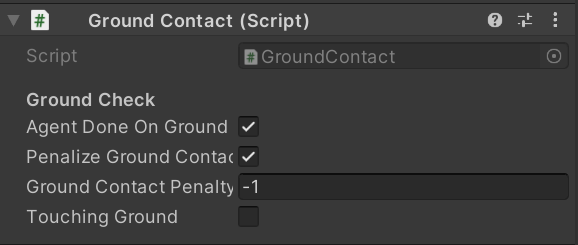 # Ground Contact (Script)
Script # GroundContact
Ground Check
Agent Done On Ground
Penalize Ground Contac
Ground Contact Penalty -1
Touching Ground